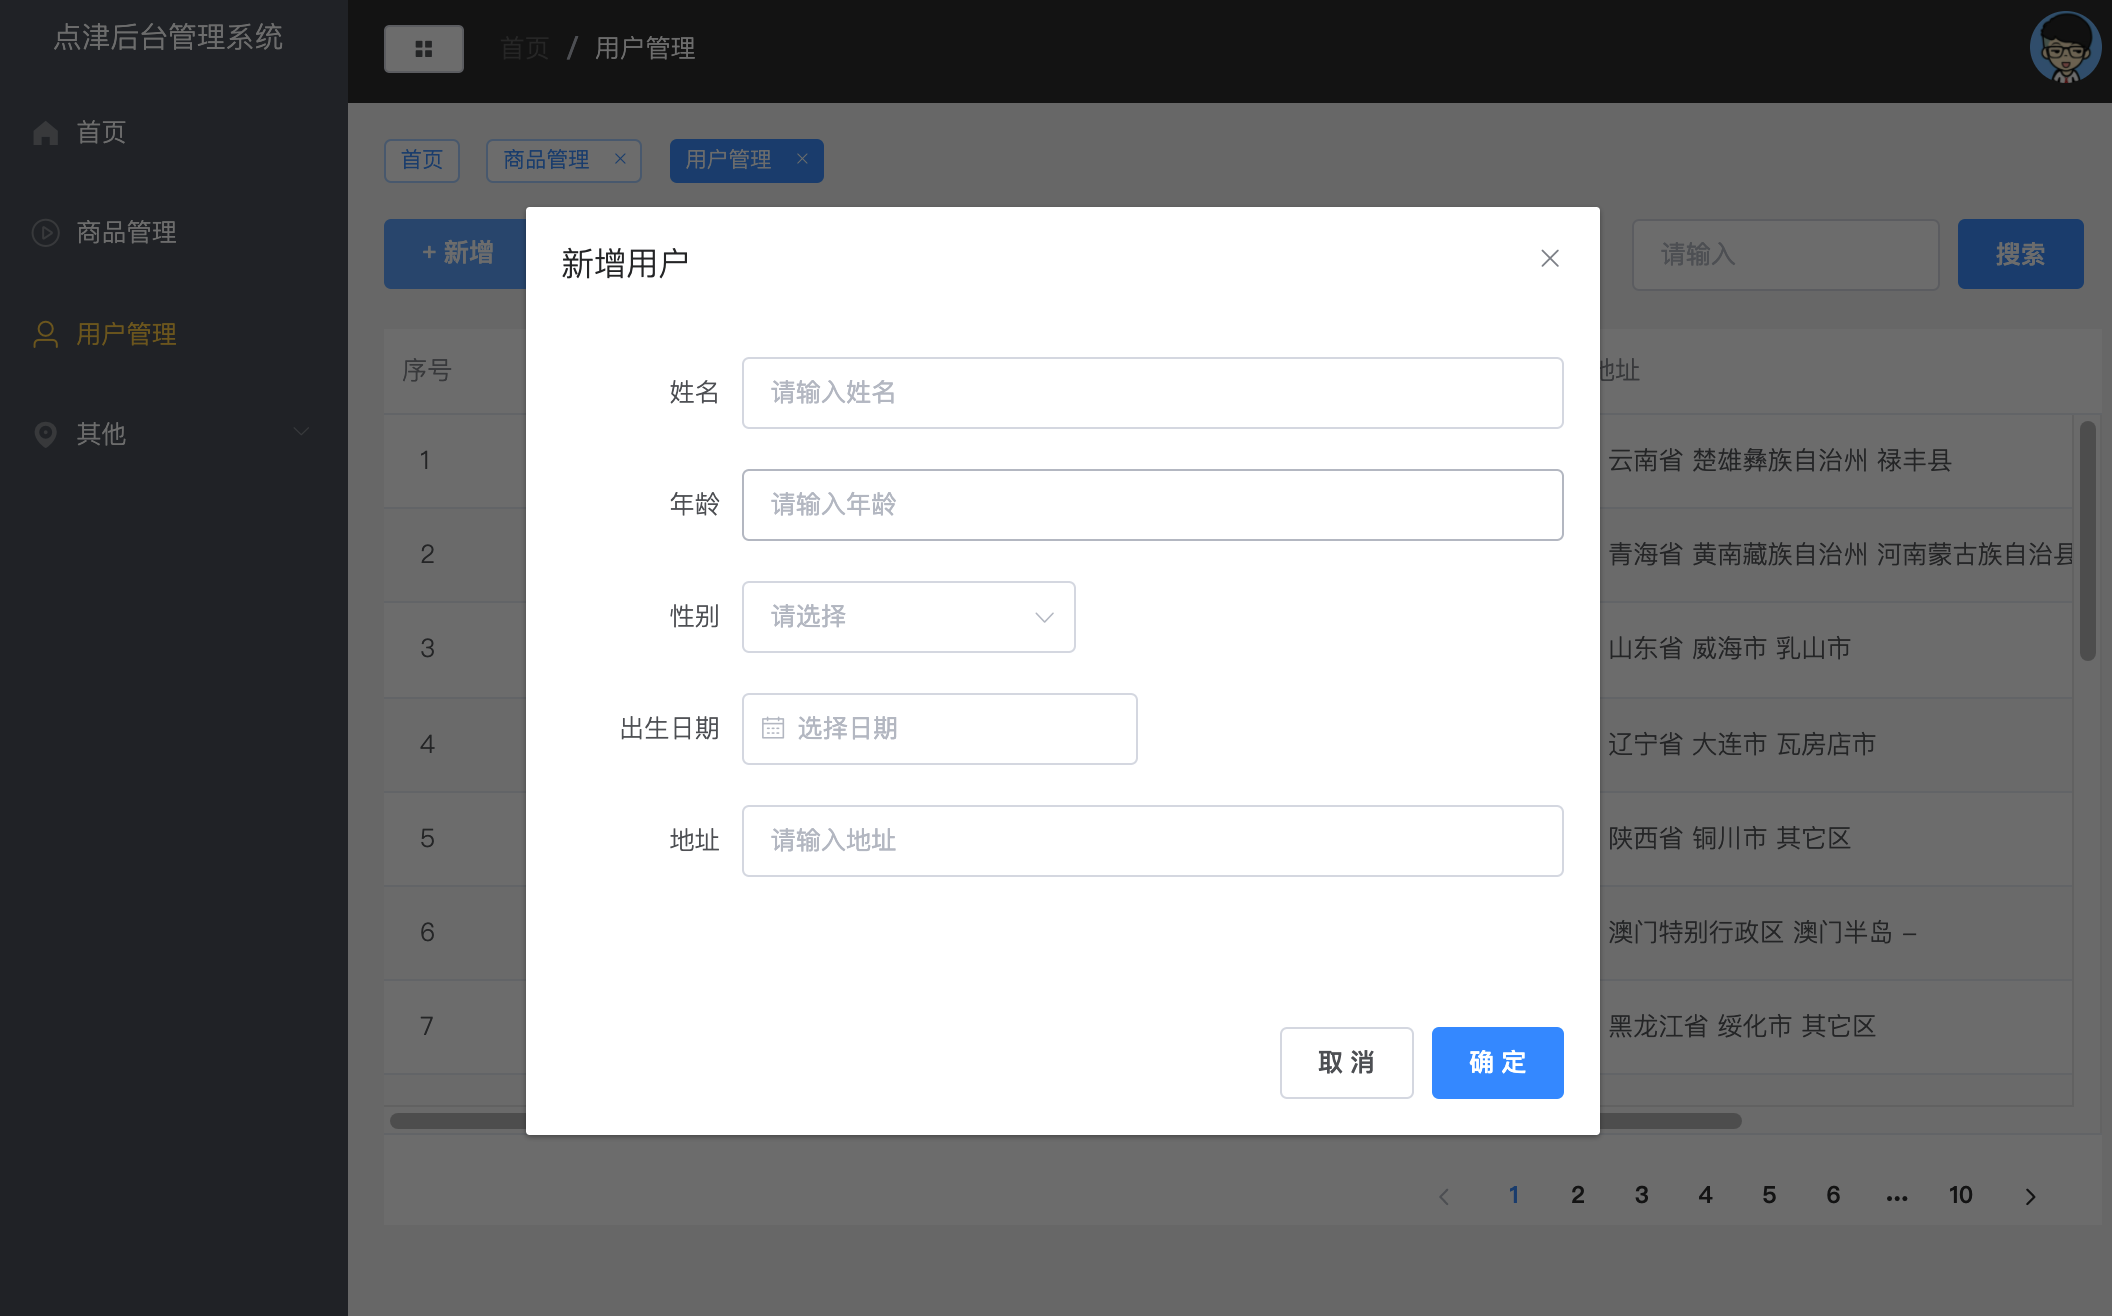 点津后台管理系统
首页
商品管理
用户管理
其他
首页 / 用户管理
首页
商品管理 ×
用户管理 ×
+ 新增
请输入
搜索
序号
地址
1
云南省 楚雄彝族自治州 禄丰县
2
青海省 黄南藏族自治州 河南蒙古族自治县
3
山东省 威海市 乳山市
4
辽宁省 大连市 瓦房店市
5
陕西省 铜川市 其它区
6
澳门特别行政区 澳门半岛 -
7
黑龙江省 绥化市 其它区
新增用户
姓名 请输入姓名
年龄 请输入年龄
性别 请选择
出生日期 选择日期
地址 请输入地址
取 消
确 定
1 2 3 4 5 6 ... 10